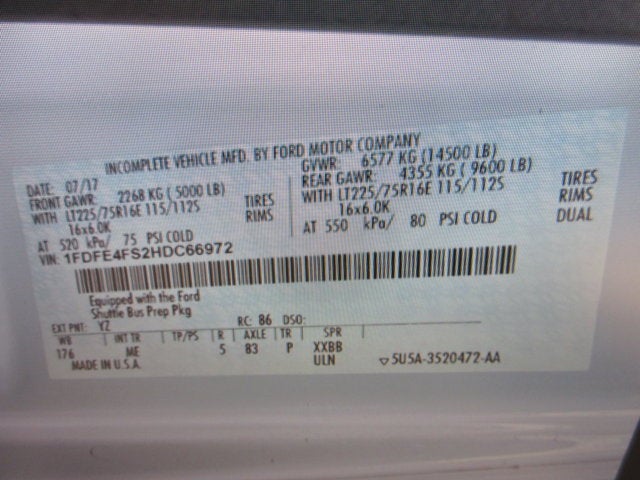 INCOMPLETE VEHICLE MFD. BY FORD MOTOR COMPANY
DATE: 07/17 GVWR: 6577 KG (14500 LB)
FRONT GAWR: 2268 KG (5000 LB) REAR GAWR: 4355 KG (9600 LB)
WITH LT225/75R16E 115/112S TIRES WITH LT225/75R16E 115/112S TIRES
16x6.0K RIMS 16x6.0K RIMS
AT 520 kPa/ 75 PSI COLD AT 550 kPa/ 80 PSI COLD DUAL
VIN: 1FDFE4FS2HDC66972
Equipped with the Ford
Shuttle Bus Prep Pkg
EXT PNT: YZ RC: 86 DSO:
WB INT TR TP/PS R AXLE TR SPR
176 ME 5 83 P XXBB
MADE IN U.S.A. ULN ▽5U5A-3520472-AA